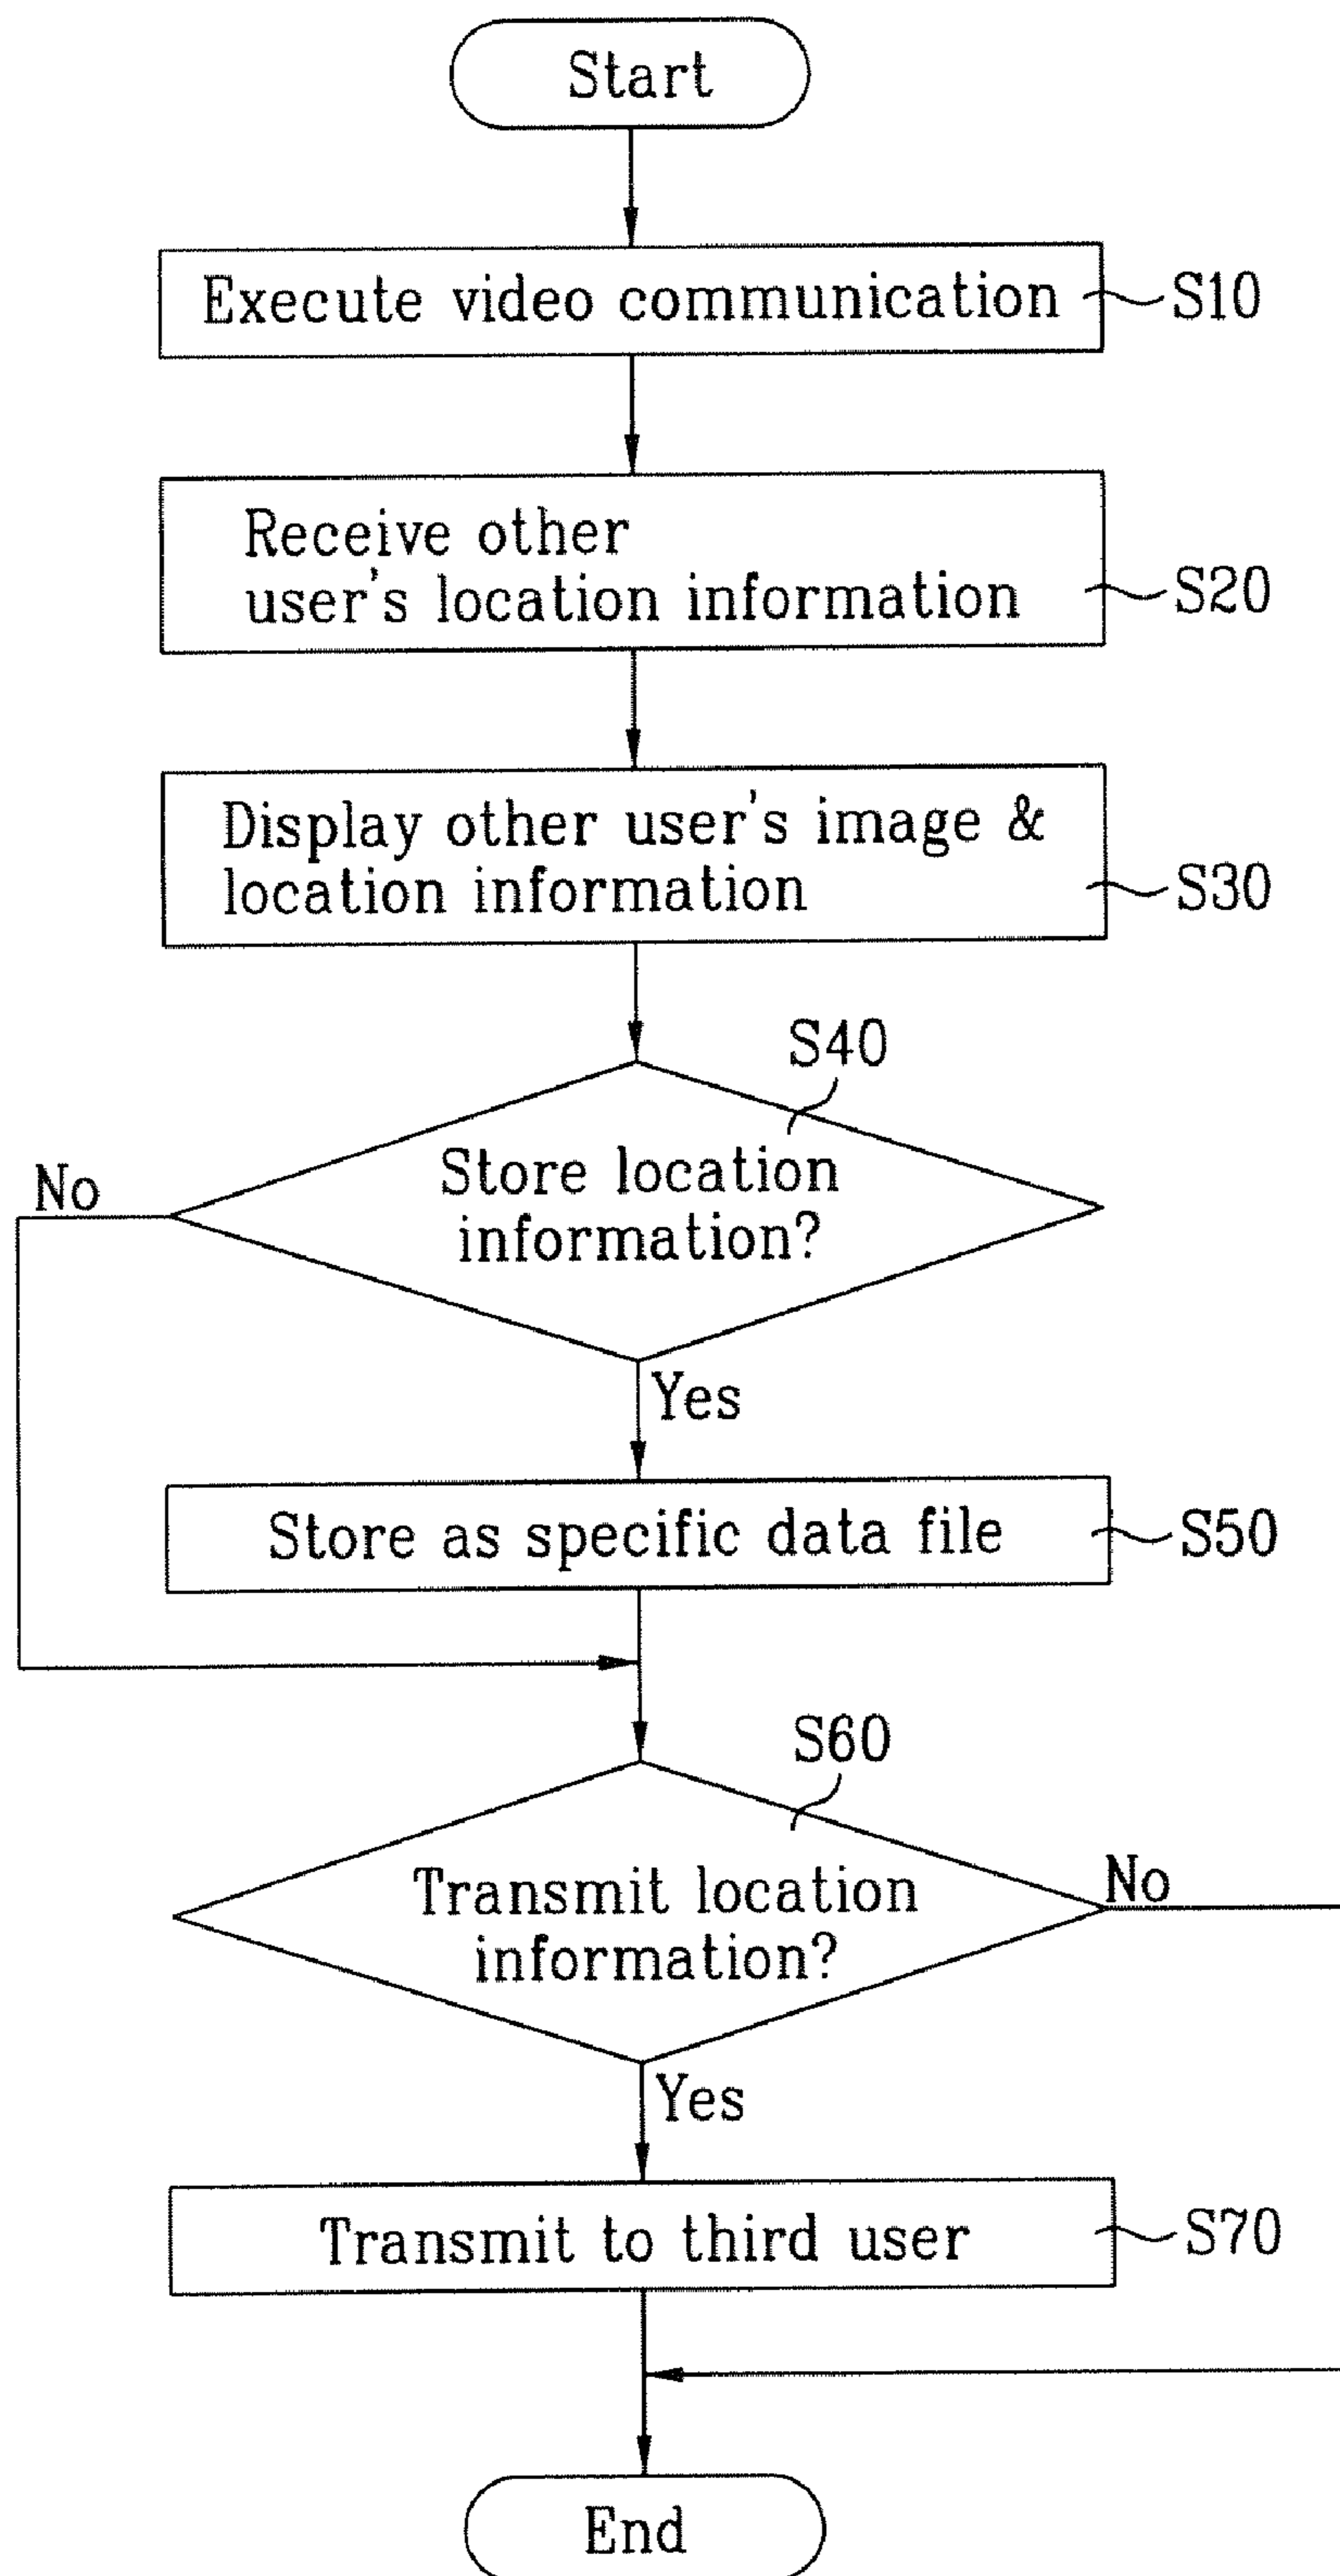 Start
Execute video communication
S10
Receive other
user's location information
S20
Display other user's image &
location information
S30
S40
Store location
information?
No
Yes
Store as specific data file
S50
S60
Transmit location
information?
No
Yes
Transmit to third user
S70
End